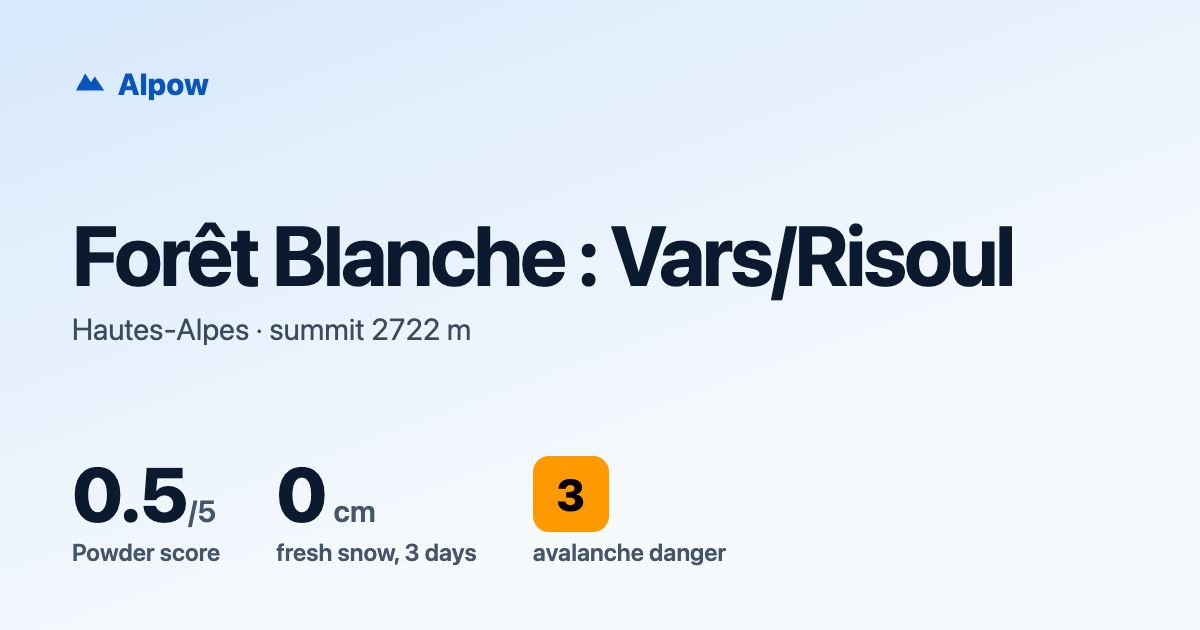 Alpow
Forêt Blanche : Vars/Risoul
Hautes-Alpes · summit 2722 m
0.5/5
Powder score
0 cm
fresh snow, 3 days
3
avalanche danger